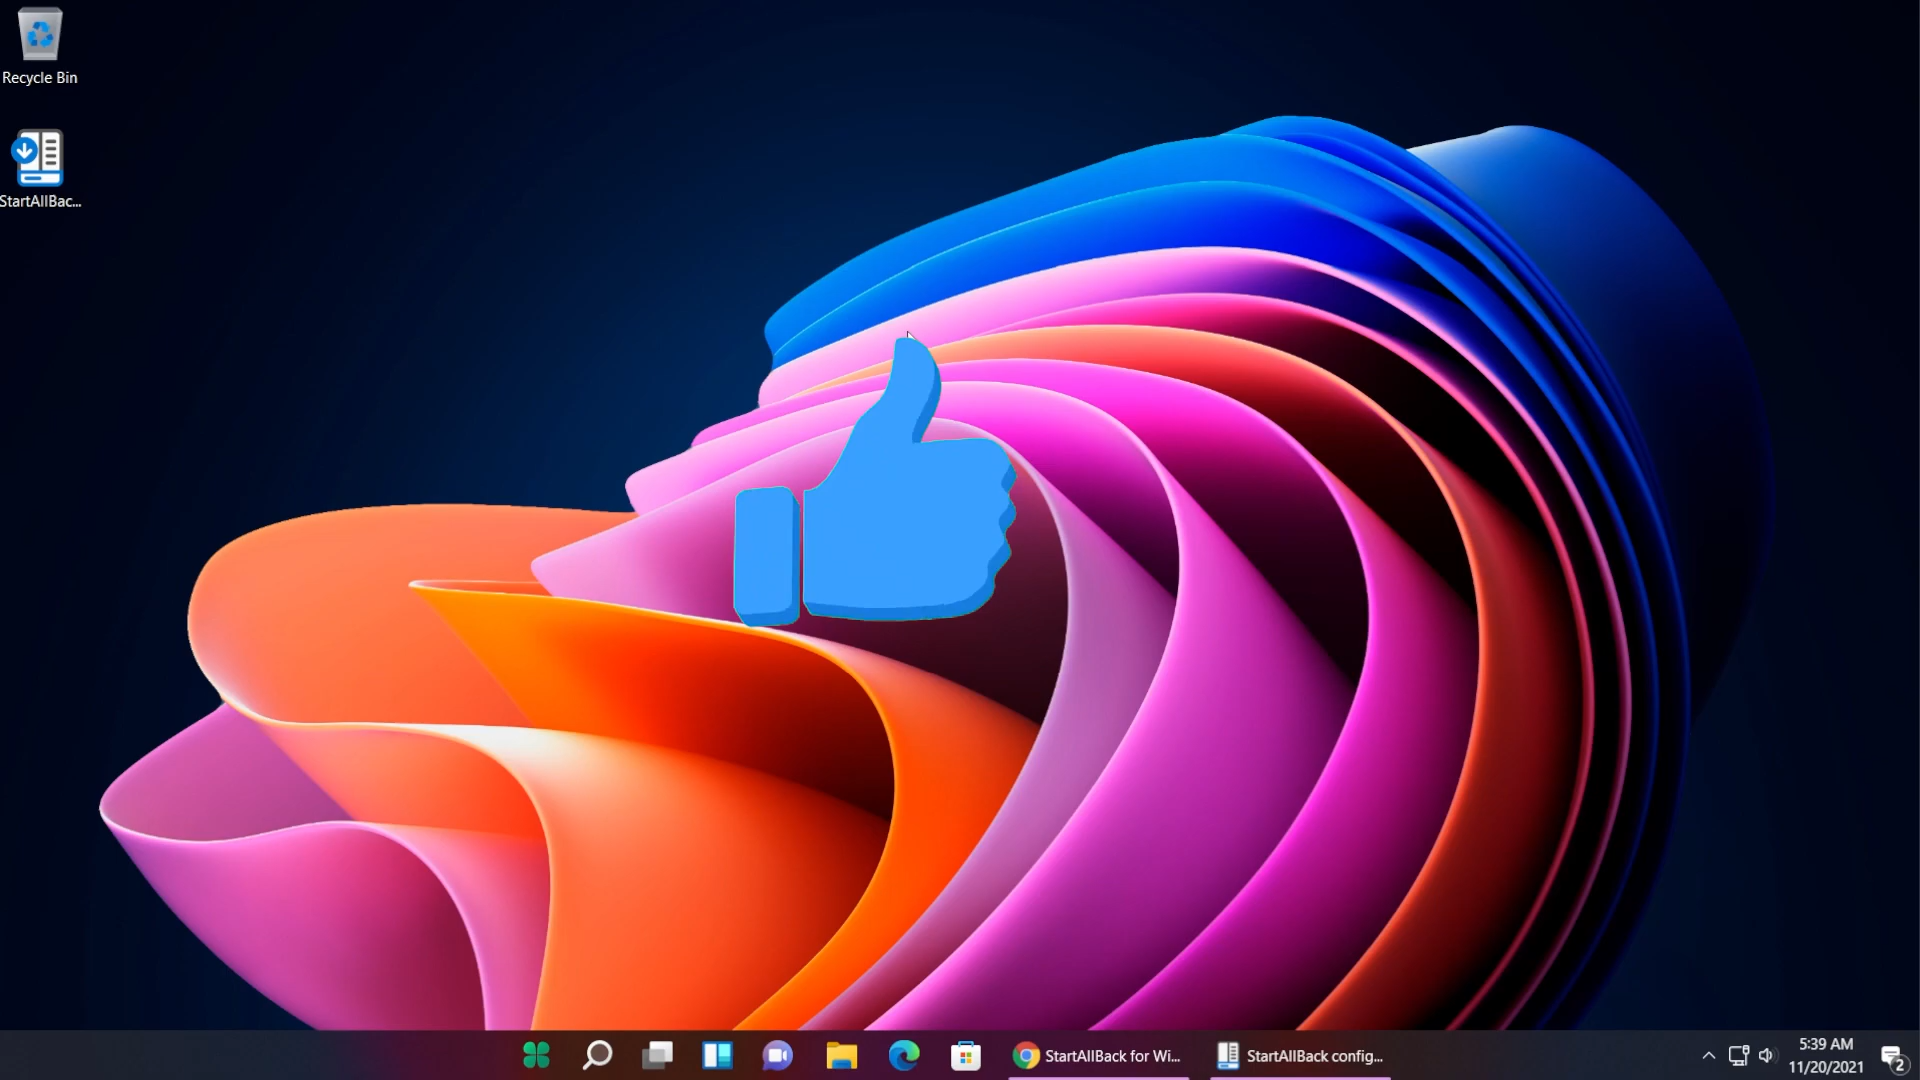 Recycle Bin
StartAllBac...
StartAllBack for Wi...
StartAllBack config...
5:39 AM
11/20/2021
2